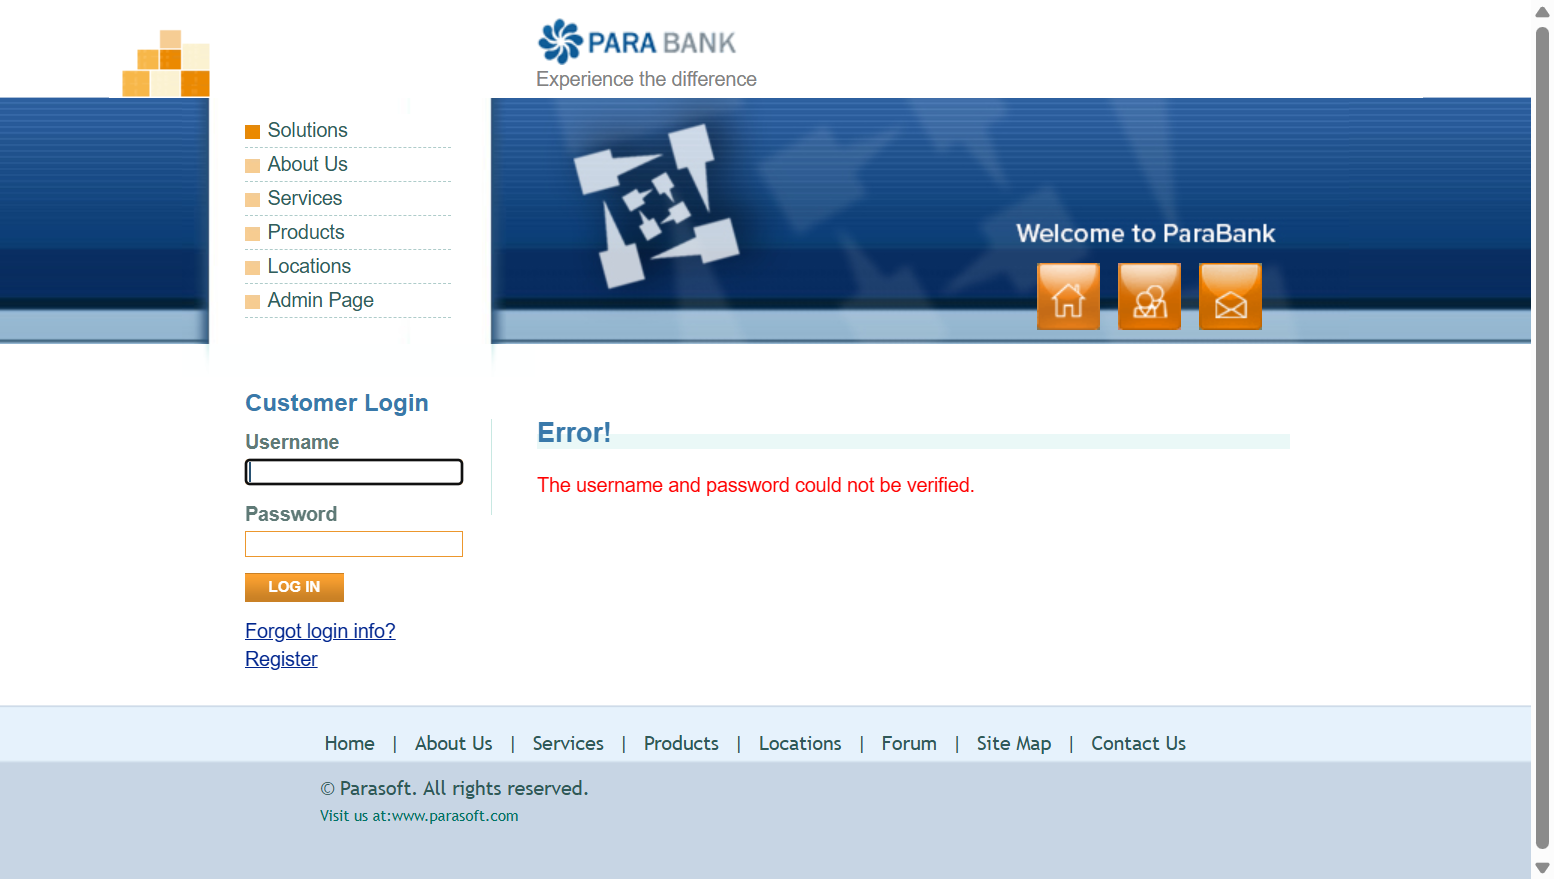 PARA BANK
Experience the difference
Solutions
About Us
Services
Products
Locations
Admin Page
Welcome to ParaBank
Customer Login
Username
Password
LOG IN
Forgot login info?
Register
Error!
The username and password could not be verified.
Home | About Us | Services | Products | Locations | Forum | Site Map | Contact Us
© Parasoft. All rights reserved.
Visit us at:www.parasoft.com